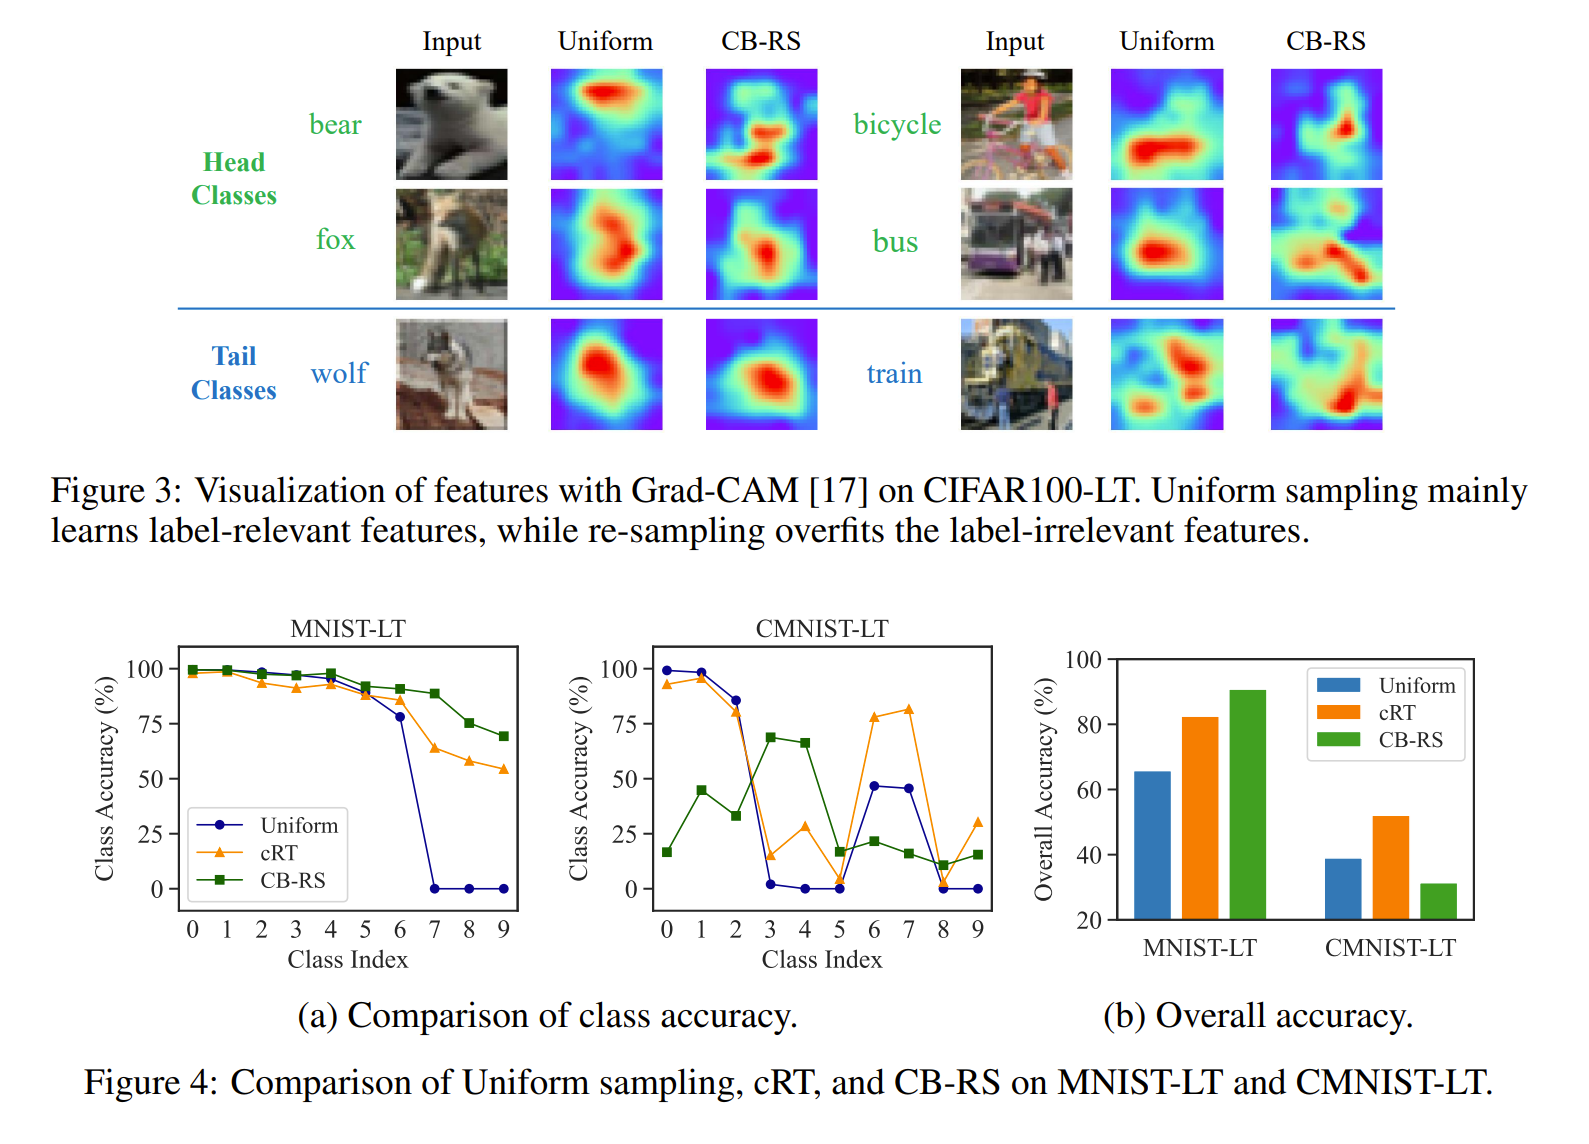 Input Uniform CB-RS Input Uniform CB-RS
bear bicycle
Head
Classes
fox bus
Tail
Classes
wolf train
Figure 3: Visualization of features with Grad-CAM [17] on CIFAR100-LT. Uniform sampling mainly
learns label-relevant features, while re-sampling overfits the label-irrelevant features.
MNIST-LT
Class Accuracy (%)
100
75
50
25
0
Uniform
cRT
CB-RS
0 1 2 3 4 5 6 7 8 9
Class Index
CMNIST-LT
Class Accuracy (%)
100
75
50
25
0
0 1 2 3 4 5 6 7 8 9
Class Index
(a) Comparison of class accuracy.
Overall Accuracy (%)
100
80
60
40
20
Uniform
cRT
CB-RS
MNIST-LT CMNIST-LT
(b) Overall accuracy.
Figure 4: Comparison of Uniform sampling, cRT, and CB-RS on MNIST-LT and CMNIST-LT.